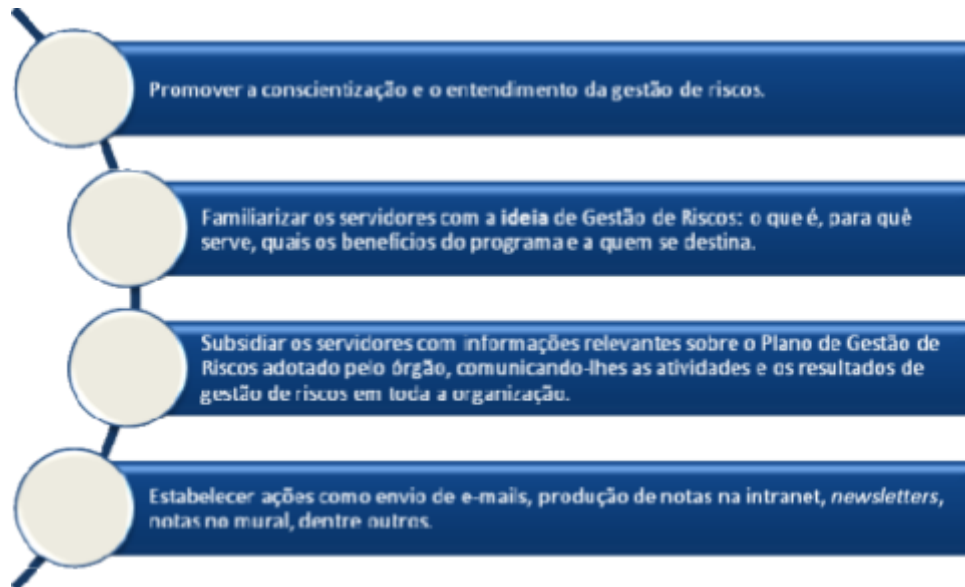 Promover a conscientização e o entendimento da gestão de riscos.
Familiarizar os servidores com a ideia de Gestão de Riscos: o que é, para quê
serve, quais os benefícios do programa e a quem se destina.
Subsidiar os servidores com informações relevantes sobre o Plano de Gestão de
Riscos adotado pelo órgão, comunicando-lhes as atividades e os resultados de
gestão de riscos em toda a organização.
Estabelecer ações como envio de e-mails, produção de notas na intranet, newsletters,
notas no mural, dentre outros.